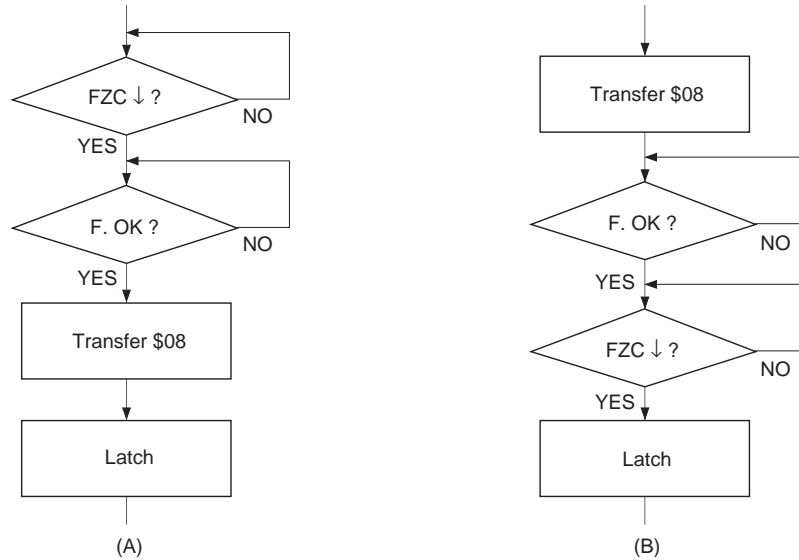 FZC ↓ ?
NO
YES
F. OK ?
NO
YES
Transfer $08
Latch
(A)
Transfer $08
F. OK ?
NO
YES
FZC ↓ ?
NO
YES
Latch
(B)